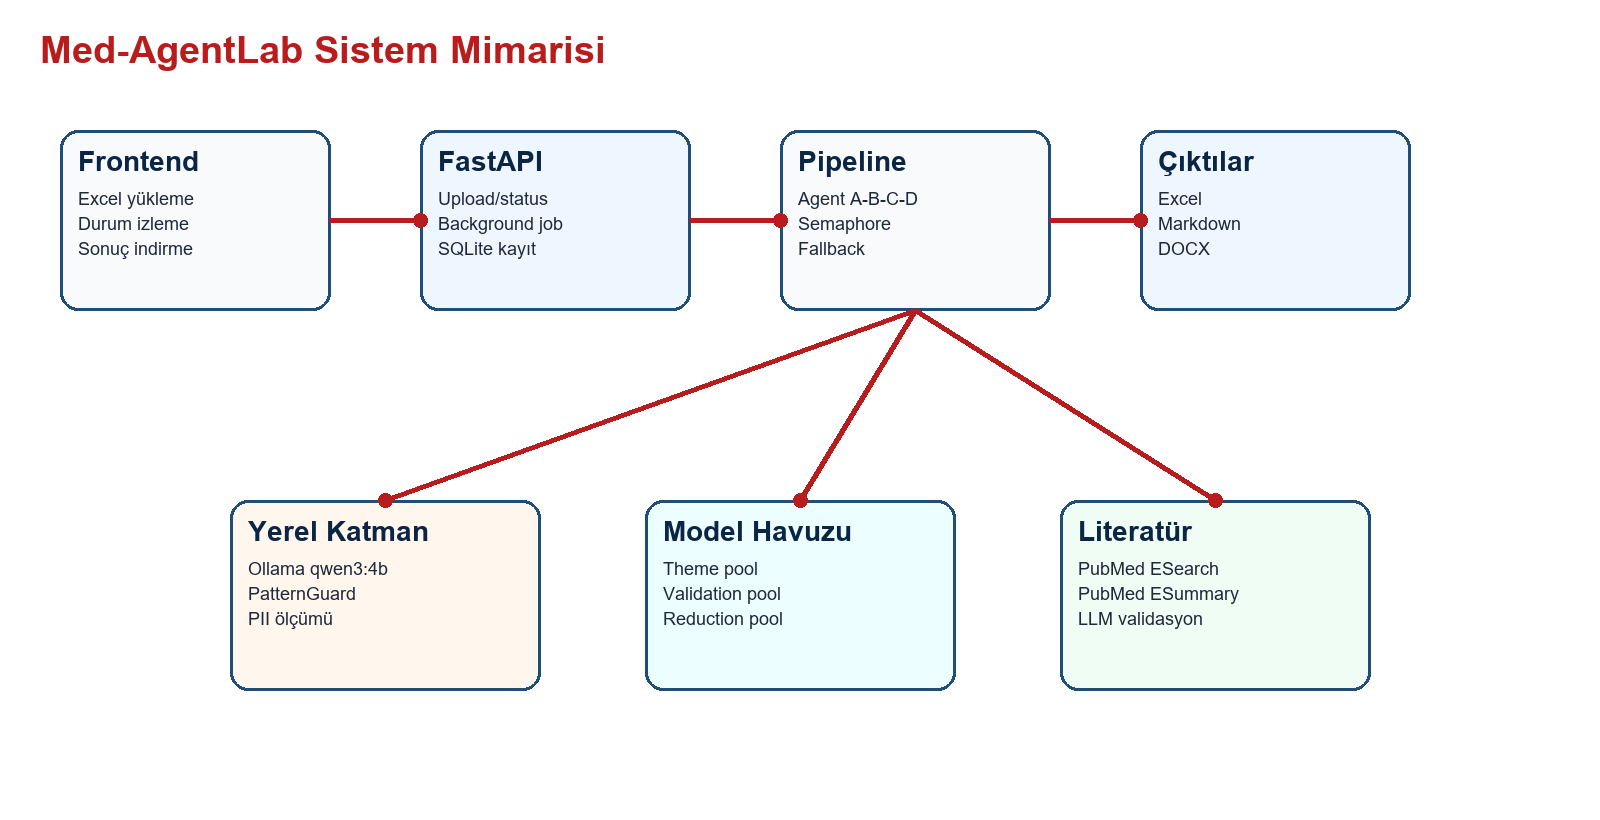 Med-AgentLab Sistem Mimarisi
Frontend
Excel yükleme
Durum izleme
Sonuç indirme
FastAPI
Upload/status
Background job
SQLite kayıt
Pipeline
Agent A-B-C-D
Semaphore
Fallback
Çıktılar
Excel
Markdown
DOCX
Yerel Katman
Ollama qwen3:4b
PatternGuard
PII ölçümü
Model Havuzu
Theme pool
Validation pool
Reduction pool
Literatür
PubMed ESearch
PubMed ESummary
LLM validasyon